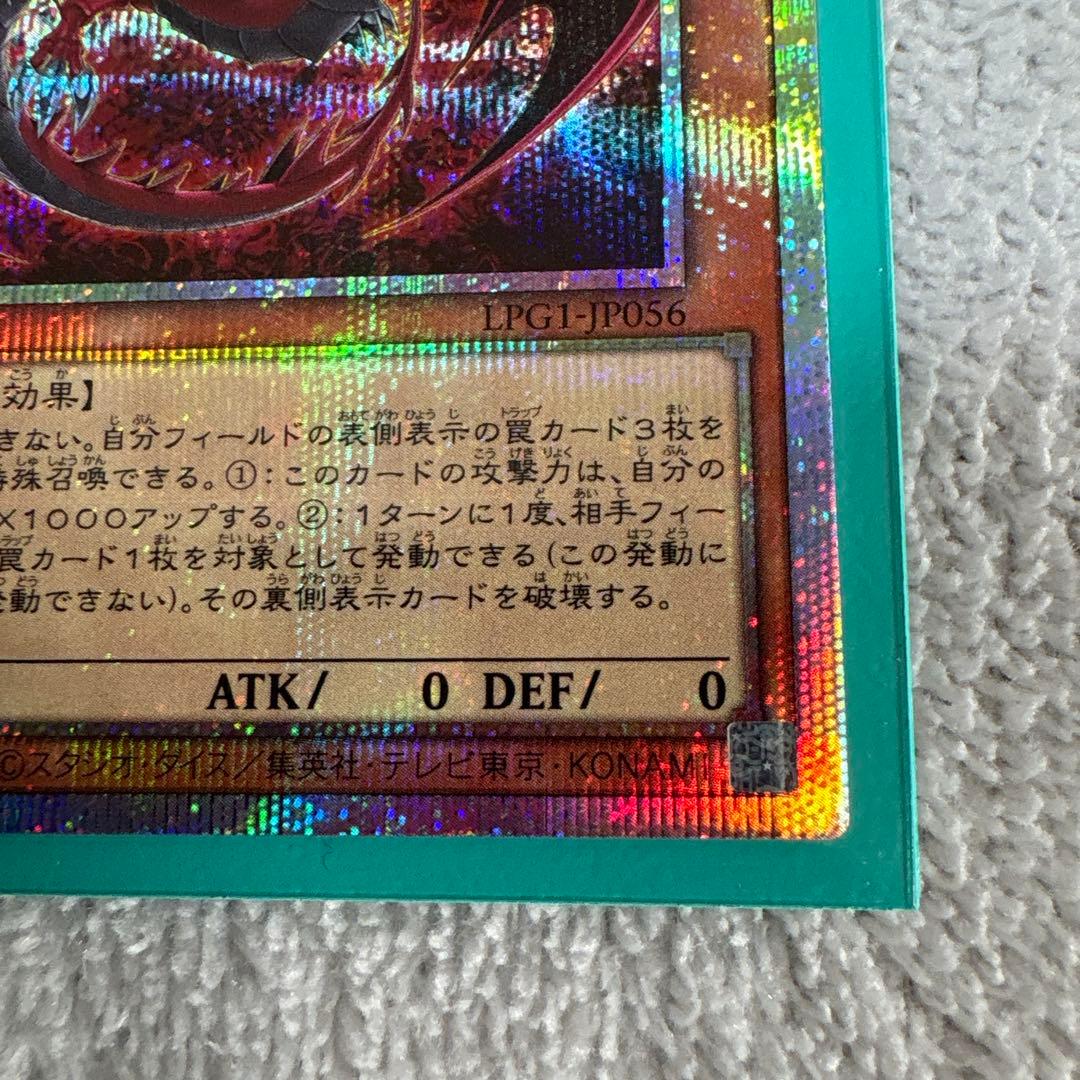 LPG1-JP056
効果】
きない。自分フィールドの表側表示の罠カード3枚を
特殊召喚できる。①:このカードの攻撃力は、自分の
×1000アップする。②:1ターンに1度、相手フィー
罠カード1枚を対象として発動できる(この発動に
発動できない)。その裏側表示カードを破壊する。
ATK/ 0 DEF/ 0
©スタジオ・ダイス/集英社・テレビ東京・KONAMI